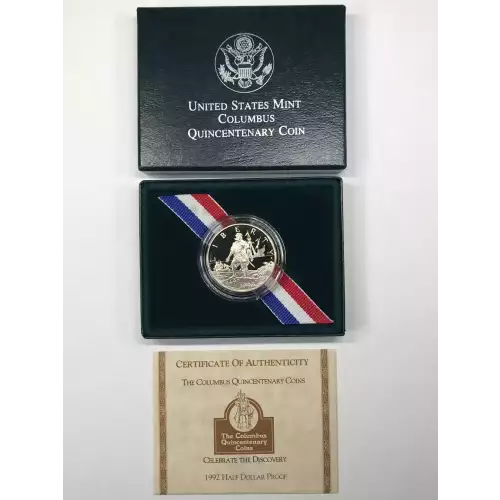 UNITED STATES MINT
COLUMBUS
QUINCENTENARY COIN
LIBERTY
1992
CERTIFICATE OF AUTHENTICITY
THE COLUMBUS QUINCENTENARY COINS
The Columbus
Quincentenary
Coins
CELEBRATE THE DISCOVERY
1992 HALF DOLLAR PROOF